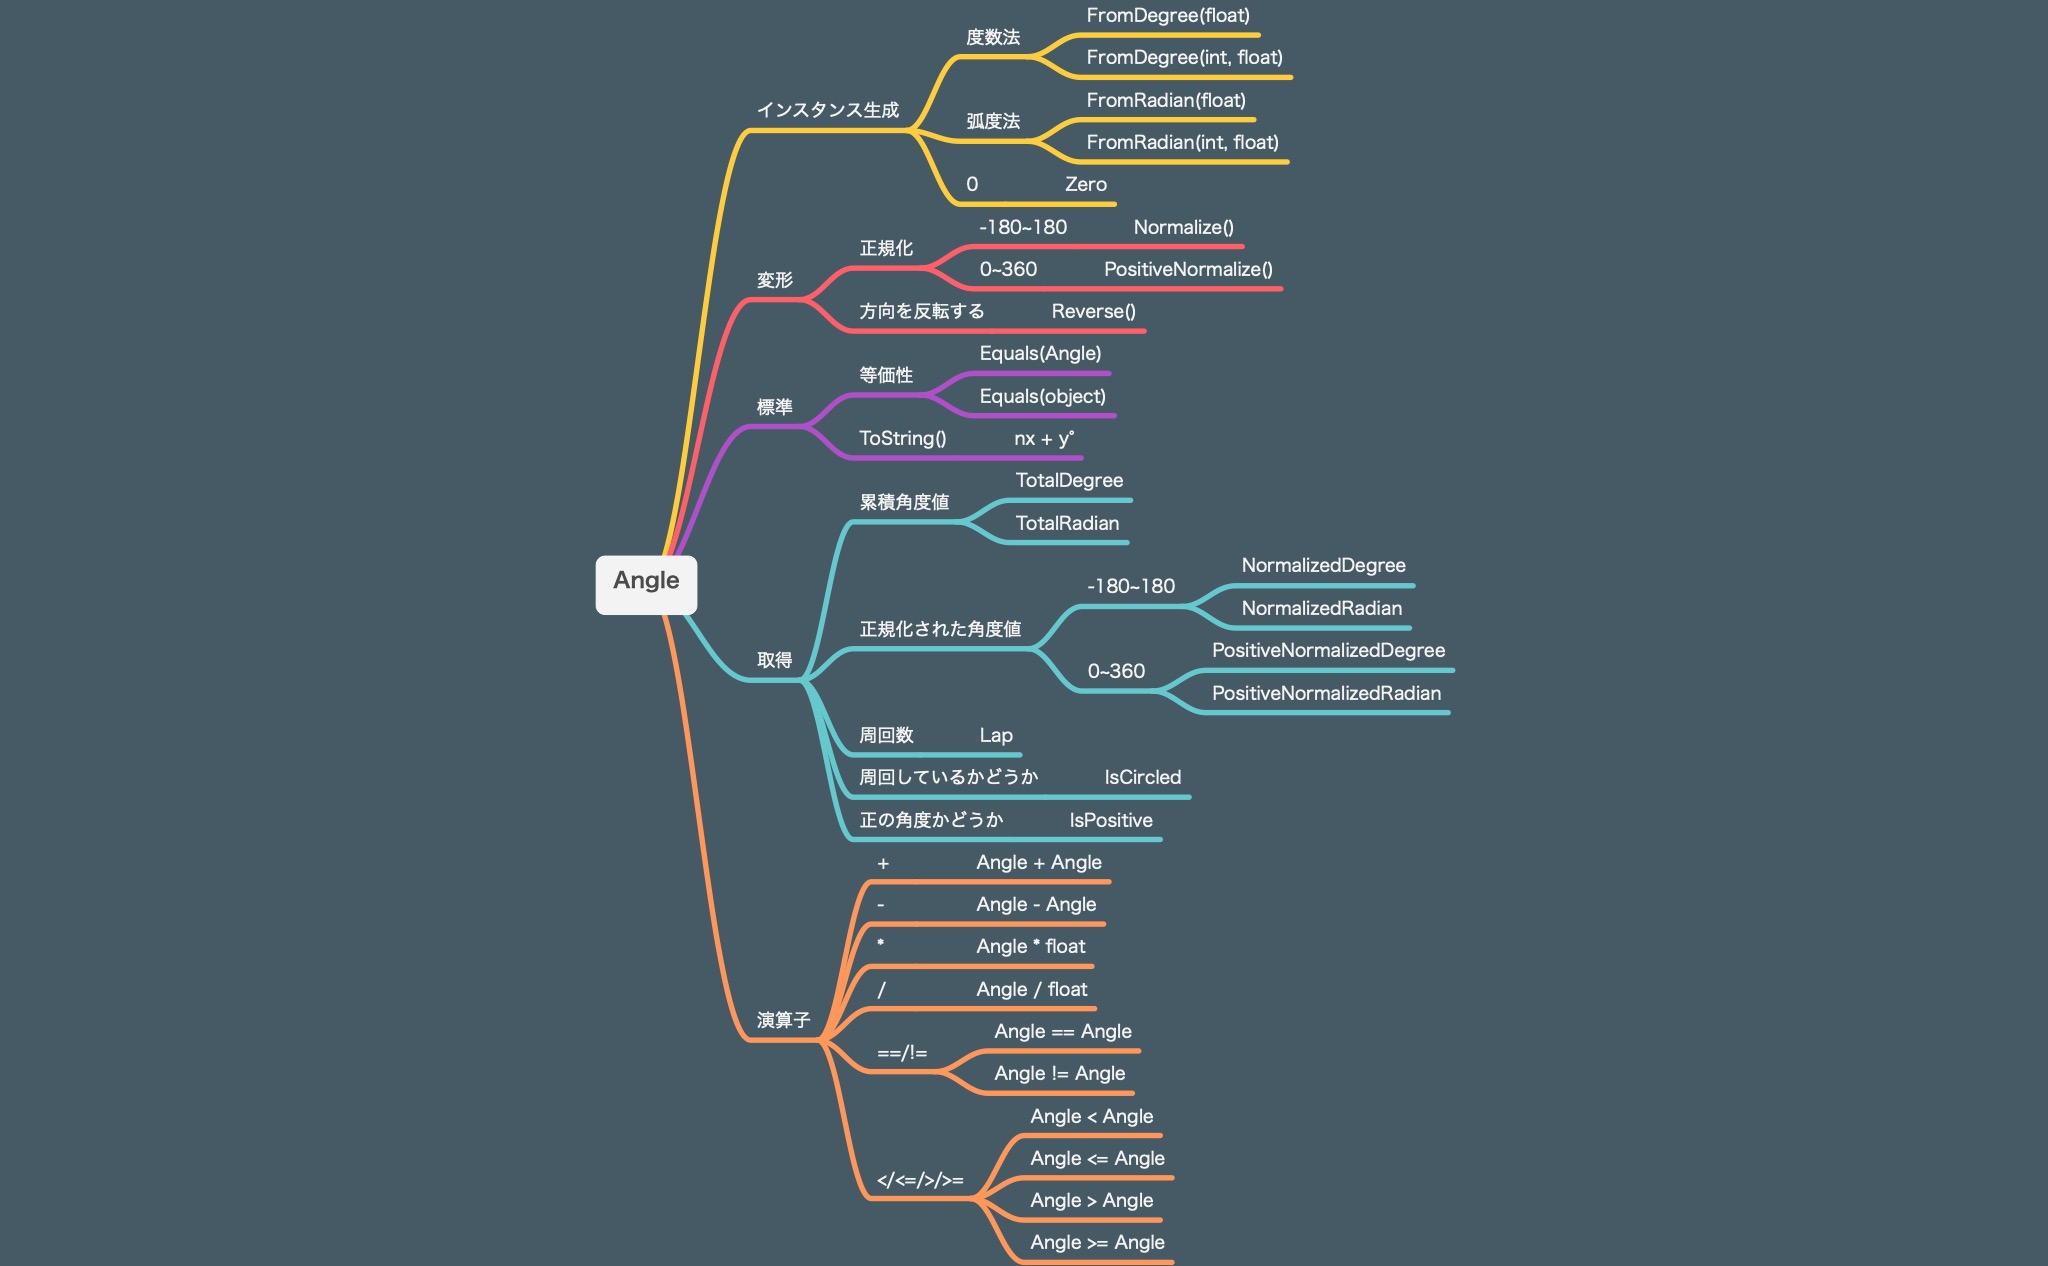 Angle
インスタンス生成
度数法
FromDegree(float)
FromDegree(int, float)
弧度法
FromRadian(float)
FromRadian(int, float)
0 Zero
変形
正規化
-180~180 Normalize()
0~360 PositiveNormalize()
方向を反転する Reverse()
標準
等価性
Equals(Angle)
Equals(object)
ToString() nx + y°
取得
累積角度値
TotalDegree
TotalRadian
正規化された角度値
-180~180
NormalizedDegree
NormalizedRadian
0~360
PositiveNormalizedDegree
PositiveNormalizedRadian
周回数 Lap
周回しているかどうか IsCircled
正の角度かどうか IsPositive
演算子
+ Angle + Angle
- Angle - Angle
* Angle * float
/ Angle / float
==/!=
Angle == Angle
Angle != Angle
</<=/>/>=
Angle < Angle
Angle <= Angle
Angle > Angle
Angle >= Angle